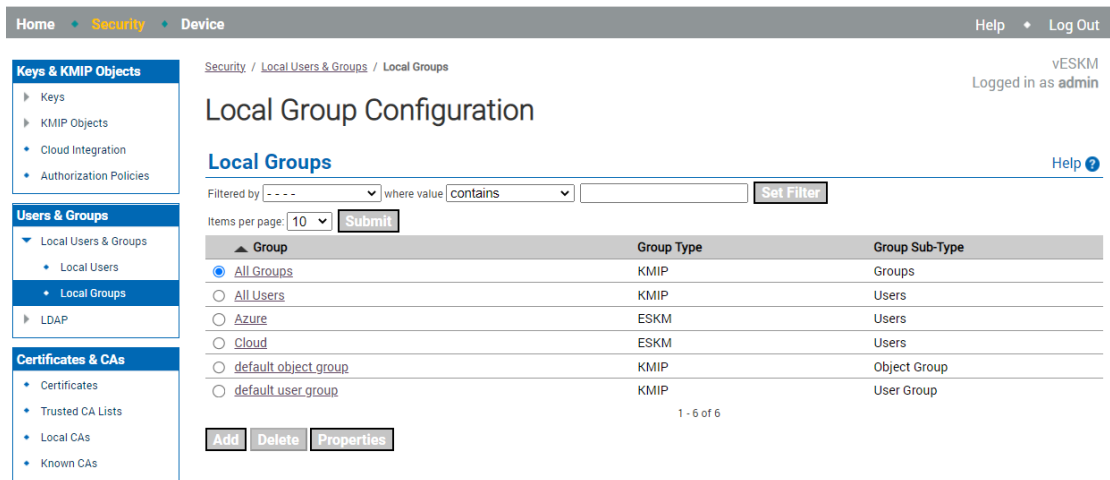 Home Security Device Help Log Out
vESKM
Logged in as admin
Keys & KMIP Objects
Keys
KMIP Objects
Cloud Integration
Authorization Policies
Users & Groups
Local Users & Groups
Local Users
Local Groups
LDAP
Certificates & CAs
Certificates
Trusted CA Lists
Local CAs
Known CAs
Security / Local Users & Groups / Local Groups
Local Group Configuration
Local Groups Help ?
Filtered by - - - - where value contains Set Filter
Items per page: 10 Submit
Group Group Type Group Sub-Type
All Groups KMIP Groups
All Users KMIP Users
Azure ESKM Users
Cloud ESKM Users
default object group KMIP Object Group
default user group KMIP User Group
1 - 6 of 6
Add Delete Properties